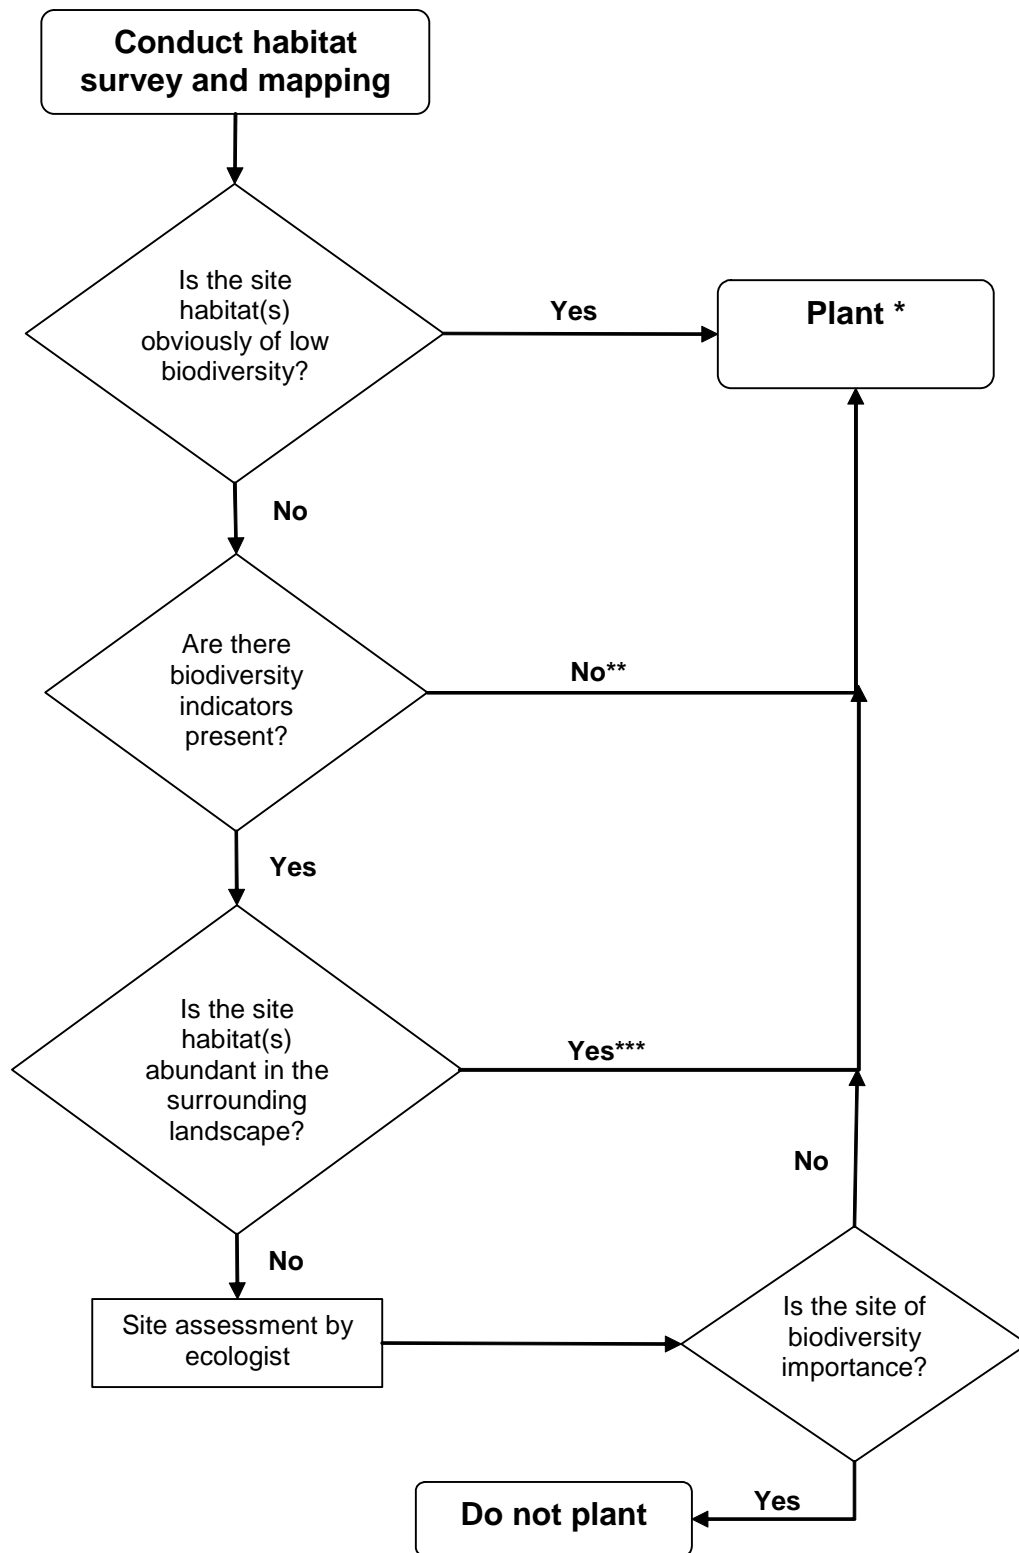 Conduct habitat
survey and mapping
Is the site
habitat(s)
obviously of low
biodiversity?
Yes
Plant *
No
Are there
biodiversity
indicators
present?
No**
Yes
Is the site
habitat(s)
abundant in the
surrounding
landscape?
Yes***
No
No
Site assessment by
ecologist
Is the site of
biodiversity
importance?
Yes
Do not plant